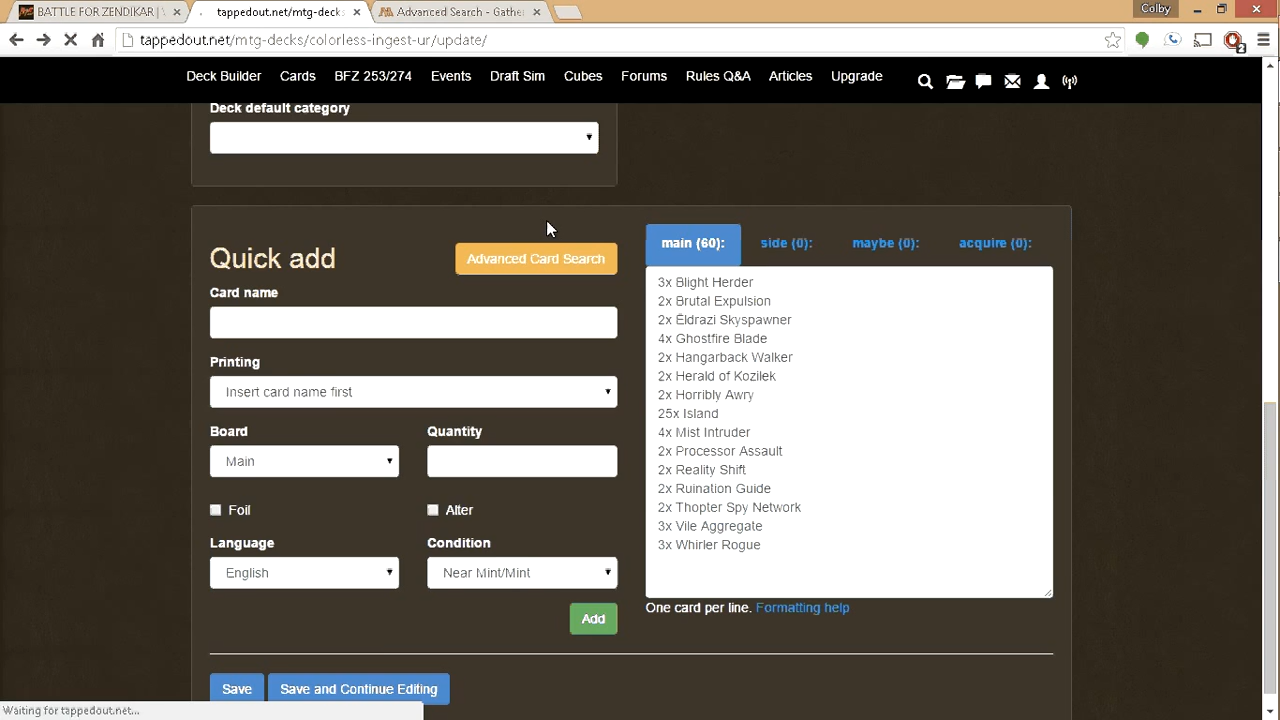 BATTLE FOR ZENDIKAR |
tappedout.net/mtg-decks
Advanced Search - Gathe
Colby
tappedout.net/mtg-decks/colorless-ingest-ur/update/
2
Deck Builder Cards BFZ 253/274 Events Draft Sim Cubes Forums Rules Q&A Articles Upgrade
Deck default category
Quick add
Advanced Card Search
Card name
Printing
Insert card name first
Board Quantity
Main
Foil Alter
Language Condition
English Near Mint/Mint
Add
main (60): side (0): maybe (0): acquire (0):
3x Blight Herder
2x Brutal Expulsion
2x Eldrazi Skyspawner
4x Ghostfire Blade
2x Hangarback Walker
2x Herald of Kozilek
2x Horribly Awry
25x Island
4x Mist Intruder
2x Processor Assault
2x Reality Shift
2x Ruination Guide
2x Thopter Spy Network
3x Vile Aggregate
3x Whirler Rogue
One card per line. Formatting help
Save Save and Continue Editing
Waiting for tappedout.net...